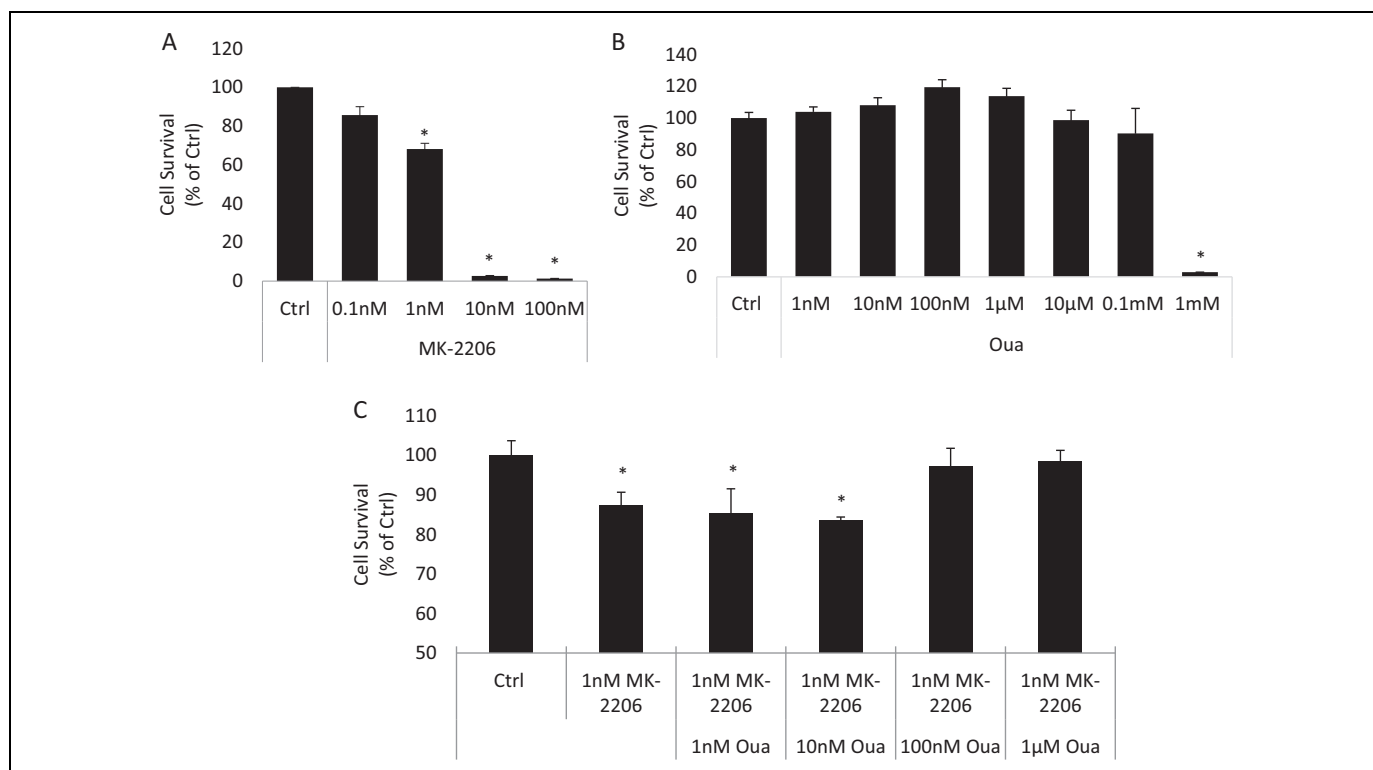 A
Cell Survival
(% of Ctrl)
120
100
80
60
40
20
0
*
*
*
Ctrl 0.1nM 1nM 10nM 100nM
MK-2206
B
Cell Survival
(% of Ctrl)
140
120
100
80
60
40
20
0
*
Ctrl 1nM 10nM 100nM 1µM 10µM 0.1mM 1mM
Oua
C
Cell Survival
(% of Ctrl)
110
100
90
80
70
60
50
*
*
*
Ctrl 1nM MK- 1nM MK- 1nM MK- 1nM MK- 1nM MK-
2206 2206 2206 2206 2206
1nM Oua 10nM Oua 100nM Oua 1µM Oua